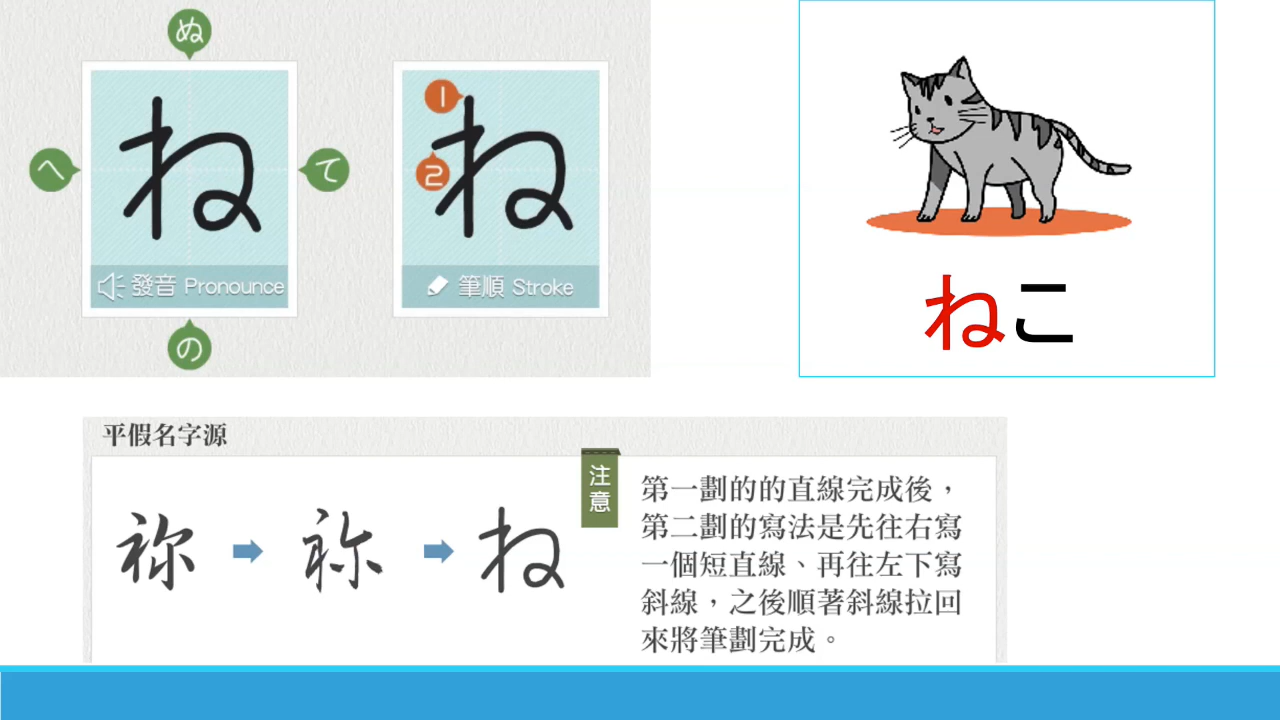 ぬ
ね
へ
て
發音 Pronounce
の
1
2
ね
筆順 Stroke
ねこ
平假名字源
祢
祢
ね
注意
第一劃的的直線完成後，
第二劃的寫法是先往右寫
一個短直線、再往左下寫
斜線，之後順著斜線拉回
來將筆劃完成。